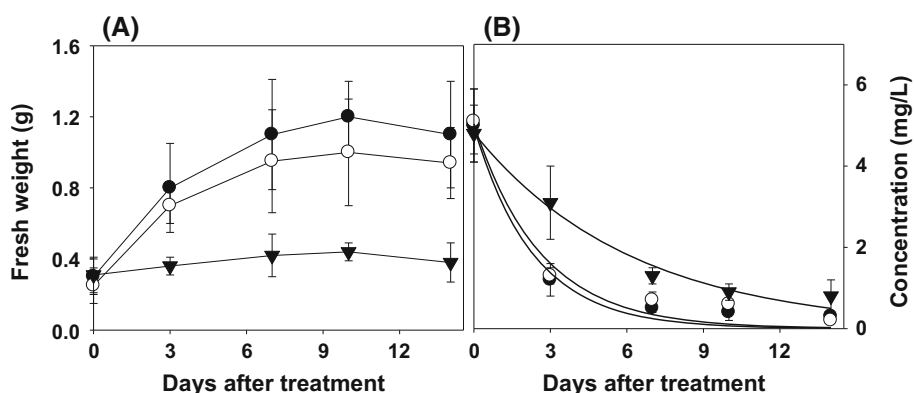 (A) (B)
1.6
1.2
0.8
0.4
0.0
Fresh weight (g)
0 3 6 9 12
Days after treatment
0 3 6 9 12
Days after treatment
6
4
2
0
Concentration (mg/L)